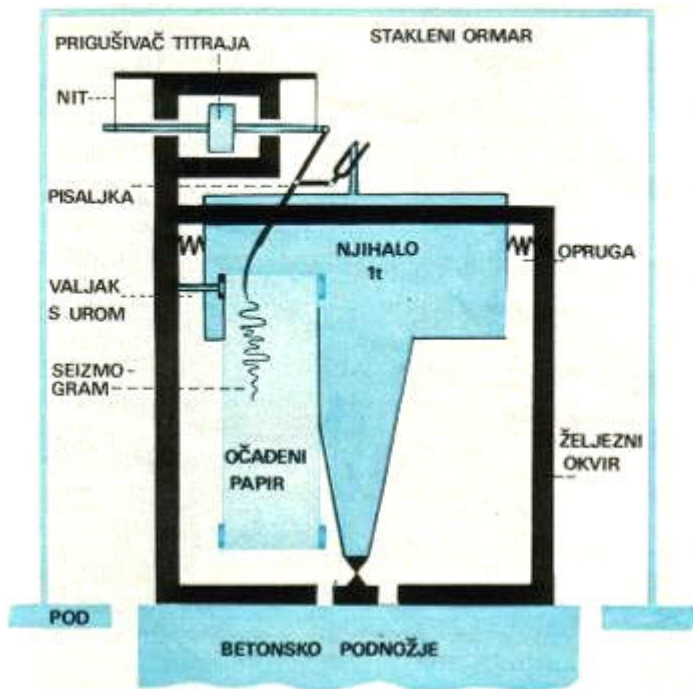 PRIGUŠIVAČ TITRAJA
STAKLENI ORMAR
NIT
PISALJKA
NJIHALO
1t
OPRUGA
VALJAK
S UROM
SEIZMO-
GRAM
OČAĐENI
PAPIR
ŽELJEZNI
OKVIR
POD
BETONSKO PODNOŽJE